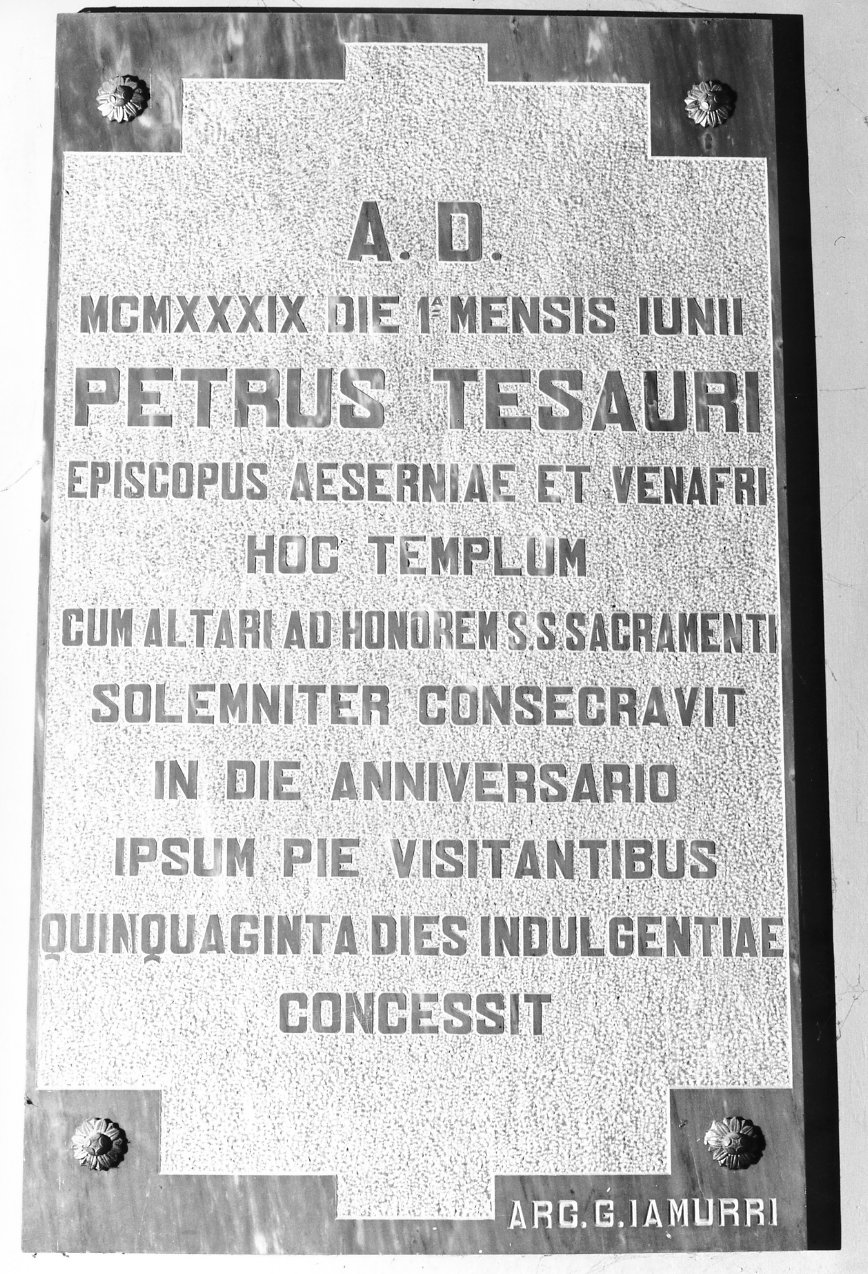 A. D.
MCMXXXIX DIE 1ª MENSIS IUNII
PETRUS TESAURI
EPISCOPUS AESERNIAE ET VENAFRI
HOC TEMPLUM
CUM ALTARI AD HONOREM S.S SACRAMENTI
SOLEMNITER CONSECRAVIT
IN DIE ANNIVERSARIO
IPSUM PIE VISITANTIBUS
QUINQUAGINTA DIES INDULGENTIAE
CONCESSIT
ARG. G. IAMURRI